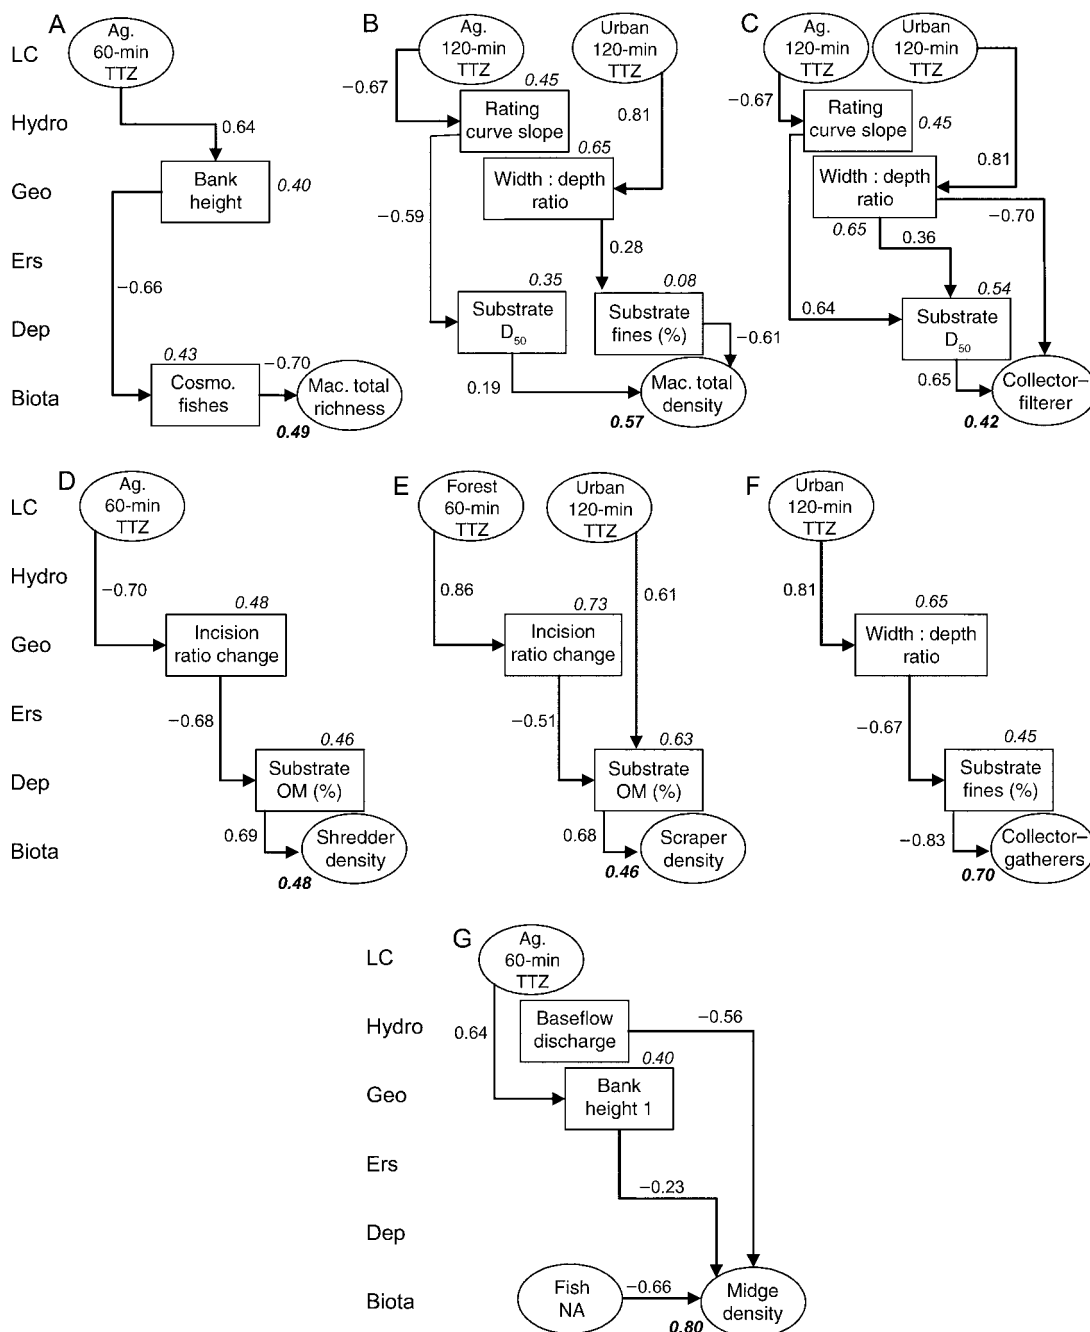 A
LC
Ag.
60-min
TTZ
Hydro
0.64
Geo
Bank
height
0.40
Ers
−0.66
Dep
0.43
−0.70
Biota
Cosmo.
fishes
Mac. total
richness
0.49
B
Ag.
120-min
TTZ
Urban
120-min
TTZ
−0.67
0.45
Rating
curve slope
0.81
0.65
Width : depth
ratio
−0.59
0.28
0.35
0.08
Substrate
D50
Substrate
fines (%)
−0.61
0.19
Mac. total
density
0.57
C
Ag.
120-min
TTZ
Urban
120-min
TTZ
−0.67
Rating
curve slope
0.45
0.81
Width : depth
ratio
−0.70
0.65
0.36
0.54
0.64
Substrate
D50
0.65
Collector–
filterer
0.42
D
LC
Ag.
60-min
TTZ
Hydro
−0.70
0.48
Geo
Incision
ratio change
Ers
−0.68
0.46
Dep
Substrate
OM (%)
Biota
0.69
Shredder
density
0.48
E
Forest
60-min
TTZ
Urban
120-min
TTZ
0.86
0.61
0.73
Incision
ratio change
−0.51
0.63
Substrate
OM (%)
0.68
Scraper
density
0.46
F
Urban
120-min
TTZ
0.81
0.65
Width : depth
ratio
−0.67
0.45
Substrate
fines (%)
−0.83
Collector–
gatherers
0.70
G
LC
Ag.
60-min
TTZ
Hydro
0.64
Baseflow
discharge
−0.56
0.40
Geo
Bank
height 1
Ers
−0.23
Dep
Biota
Fish
NA
−0.66
Midge
density
0.80